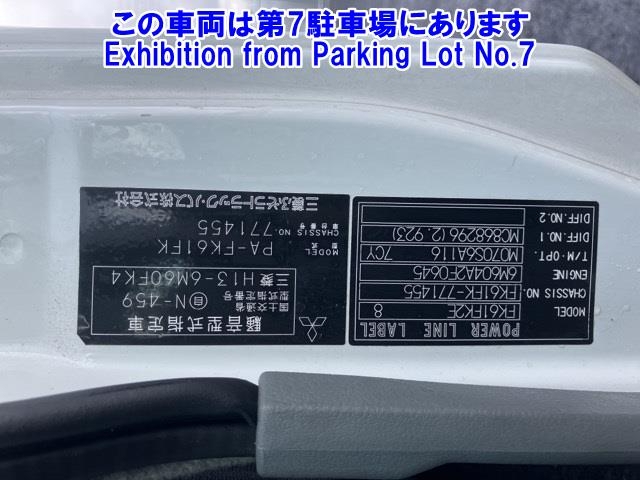 この車両は第7駐車場にあります
Exhibition from Parking Lot No.7
騒音型式指定車
国土交通省
型式指定番号
自N-459
三菱 H13-6M60FK4
MODEL
型式
PA-FK61FK
CHASSIS NO.
車台番号
771455
三菱ふそうトラック・バス株式会社
POWER LINE LABEL
MODEL FK61FK2F 8
CHASSIS NO. FK61FK-771455
ENGINE 6M604A2F0645
T/M・OPT. M070S6A116 7CY
DIFF.NO.1 MC868296(2.923)
DIFF.NO.2